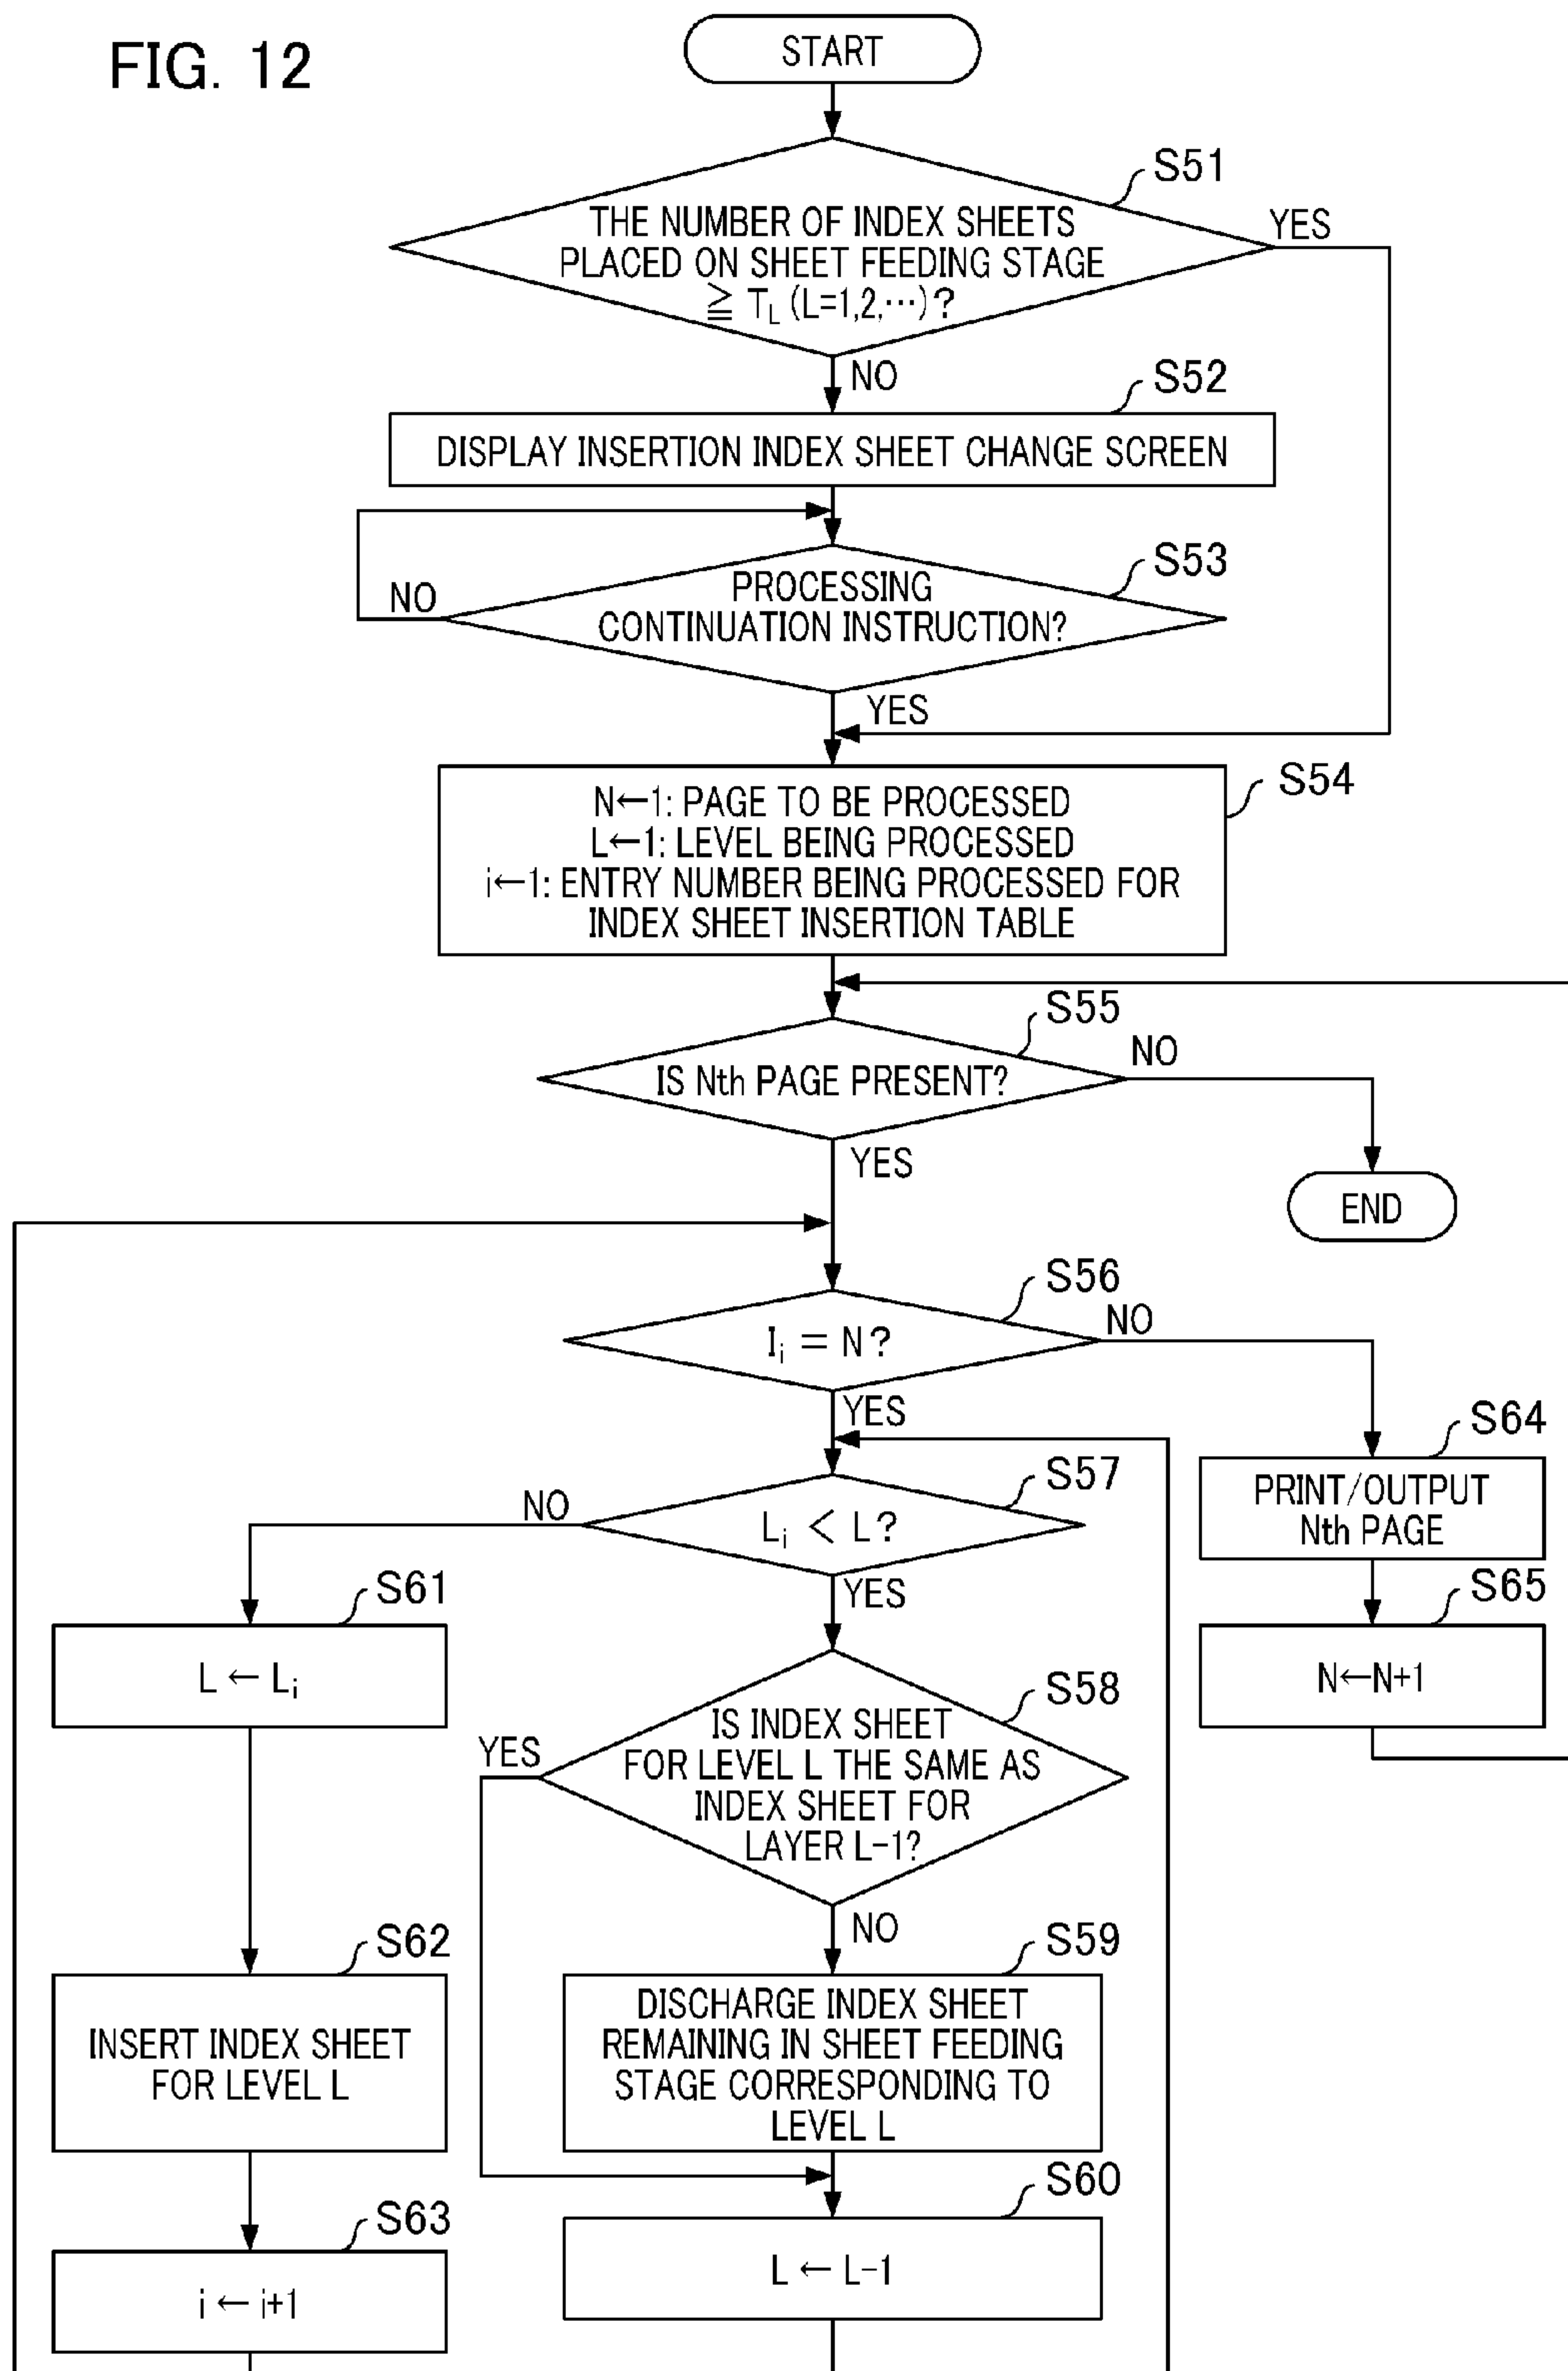 FIG. 12
START
S51
THE NUMBER OF INDEX SHEETS
PLACED ON SHEET FEEDING STAGE
≧ T_L (L=1,2,⋯)?
YES
NO
S52
DISPLAY INSERTION INDEX SHEET CHANGE SCREEN
S53
PROCESSING
CONTINUATION INSTRUCTION?
NO
YES
S54
N←1: PAGE TO BE PROCESSED
L←1: LEVEL BEING PROCESSED
i←1: ENTRY NUMBER BEING PROCESSED FOR
INDEX SHEET INSERTION TABLE
S55
IS Nth PAGE PRESENT?
NO
YES
END
S56
I_i = N?
NO
YES
S64
PRINT/OUTPUT
Nth PAGE
S57
L_i < L?
NO
YES
S65
N←N+1
S61
L ← L_i
S58
IS INDEX SHEET
FOR LEVEL L THE SAME AS
INDEX SHEET FOR
LAYER L-1?
YES
NO
S62
INSERT INDEX SHEET
FOR LEVEL L
S59
DISCHARGE INDEX SHEET
REMAINING IN SHEET FEEDING
STAGE CORRESPONDING TO
LEVEL L
S63
i ← i+1
S60
L ← L-1